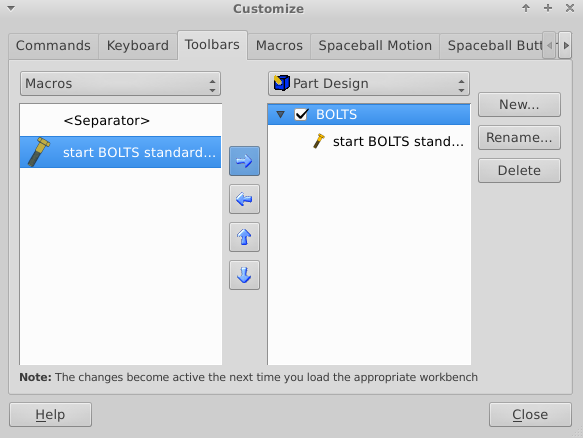 Customize
Commands Keyboard Toolbars Macros Spaceball Motion Spaceball
Macros
Part Design
<Separator>
start BOLTS standard...
BOLTS
start BOLTS stand...
New...
Rename...
Delete
Note: The changes become active the next time you load the appropriate workbench
Help
Close